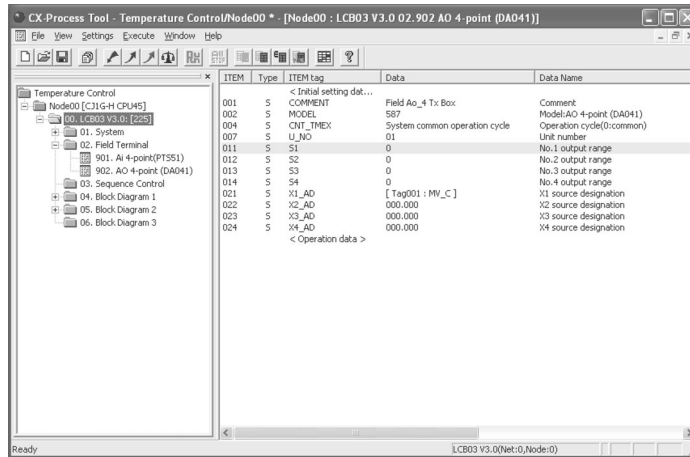 CX-Process Tool - Temperature Control/Node00 * - [Node00 : LCB03 V3.0 02.902 AO 4-point (DA041)]
File View Settings Execute Window Help
Temperature Control
Node00 [CJ1G-H CPU45]
00. LCB03 V3.0: [225]
01. System
02. Field Terminal
901. Ai 4-point(PTS51)
902. AO 4-point (DA041)
03. Sequence Control
04. Block Diagram 1
05. Block Diagram 2
06. Block Diagram 3
ITEM Type ITEM tag Data Data Name
< Initial setting dat...
001 S COMMENT Field Ao_4 Tx Box Comment
002 S MODEL 587 Model:AO 4-point (DA041)
004 S CNT_TMEX System common operation cycle Operation cycle(0:common)
007 S U_NO 01 Unit number
011 S S1 0 No.1 output range
012 S S2 0 No.2 output range
013 S S3 0 No.3 output range
014 S S4 0 No.4 output range
021 S X1_AD [ Tag001 : MV_C ] X1 source designation
022 S X2_AD 000.000 X2 source designation
023 S X3_AD 000.000 X3 source designation
024 S X4_AD 000.000 X4 source designation
< Operation data >
Ready LCB03 V3.0(Net:0,Node:0)